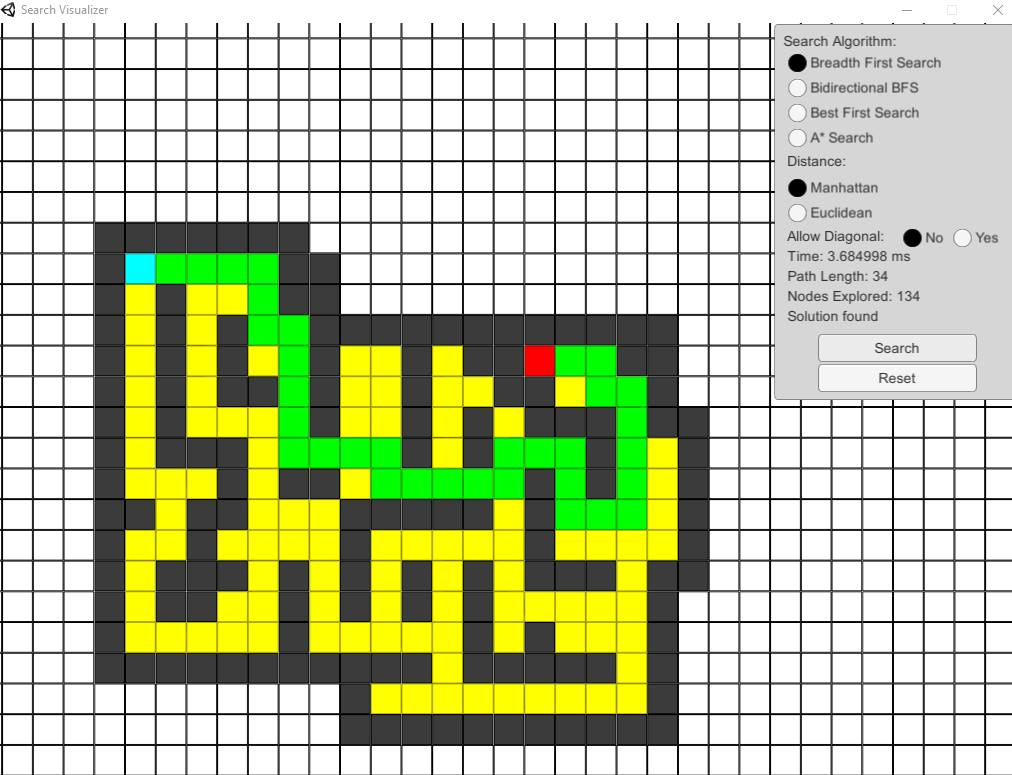 Search Visualizer
Search Algorithm:
Breadth First Search
Bidirectional BFS
Best First Search
A* Search
Distance:
Manhattan
Euclidean
Allow Diagonal: No Yes
Time: 3.684998 ms
Path Length: 34
Nodes Explored: 134
Solution found
Search
Reset